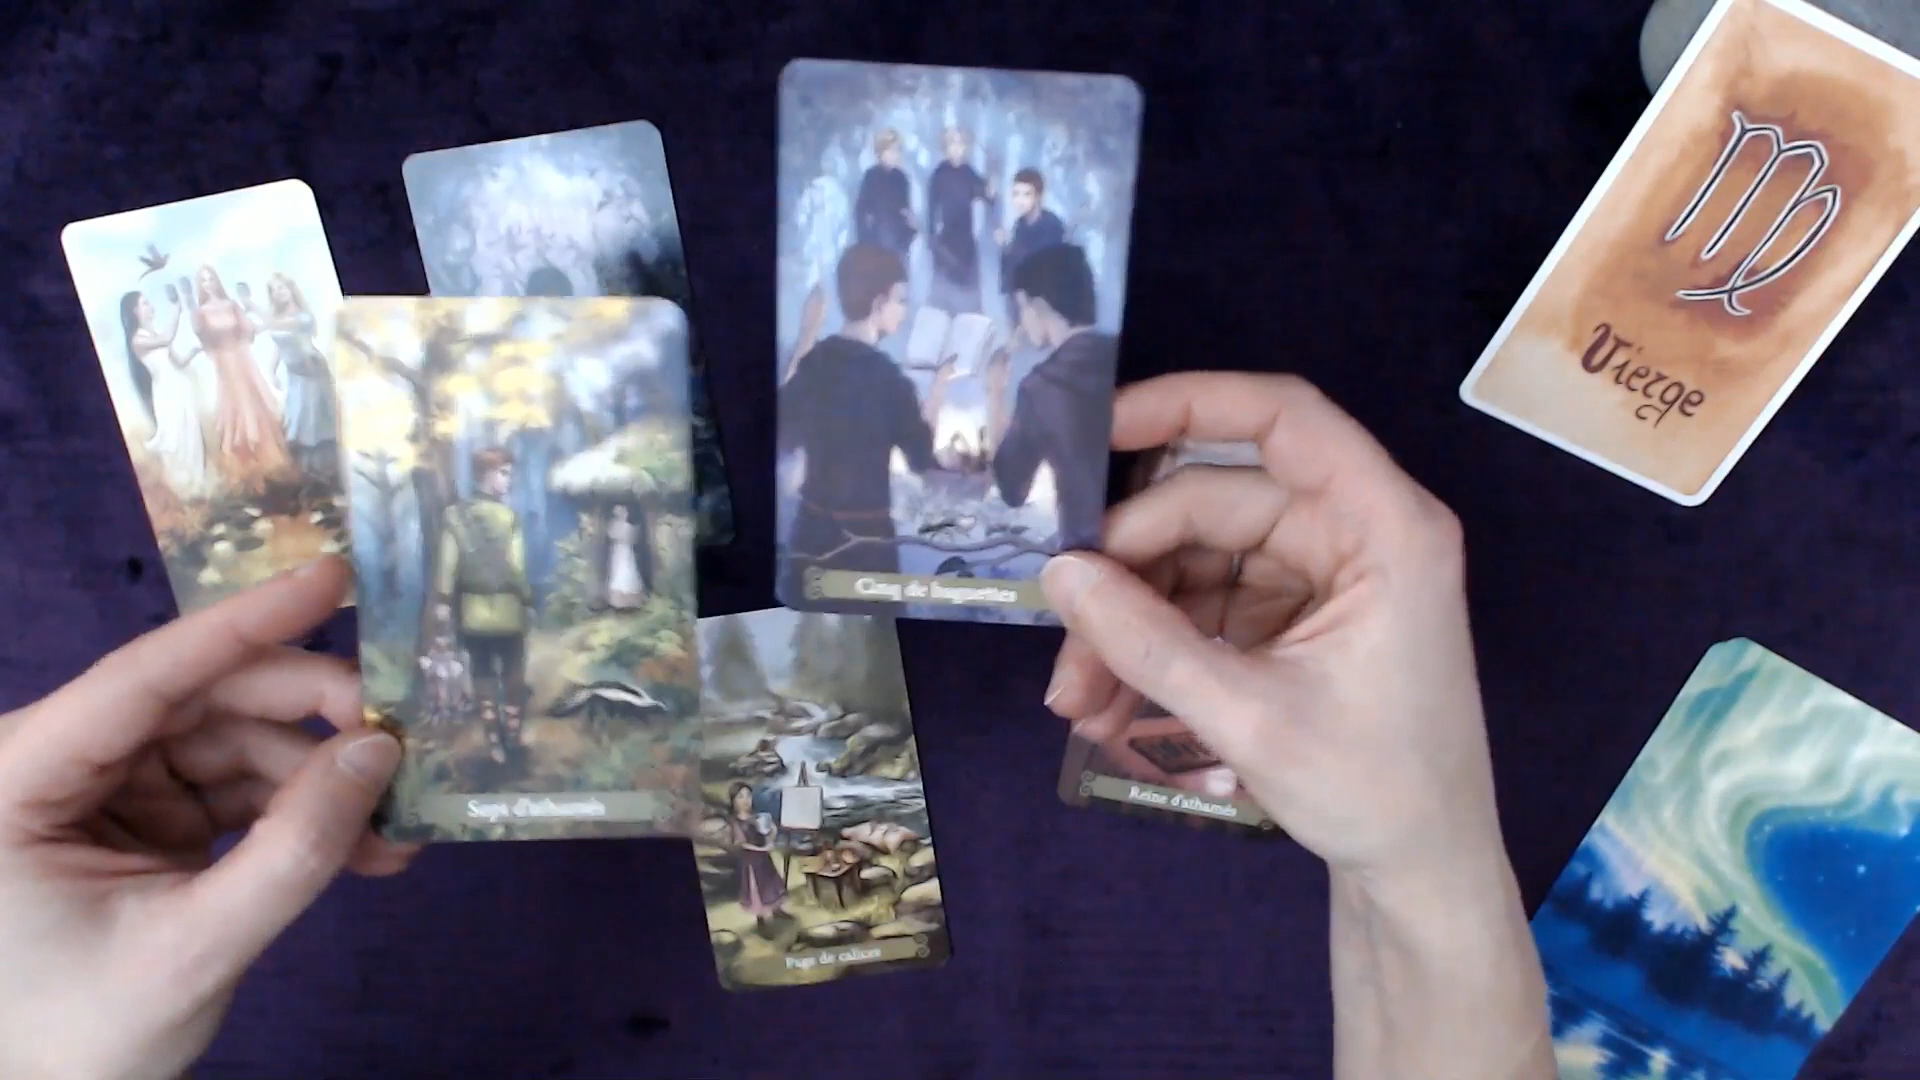 Vierge
Cinq de baguettes
Reine d'athamés
Sept d'athamés
Page de calices